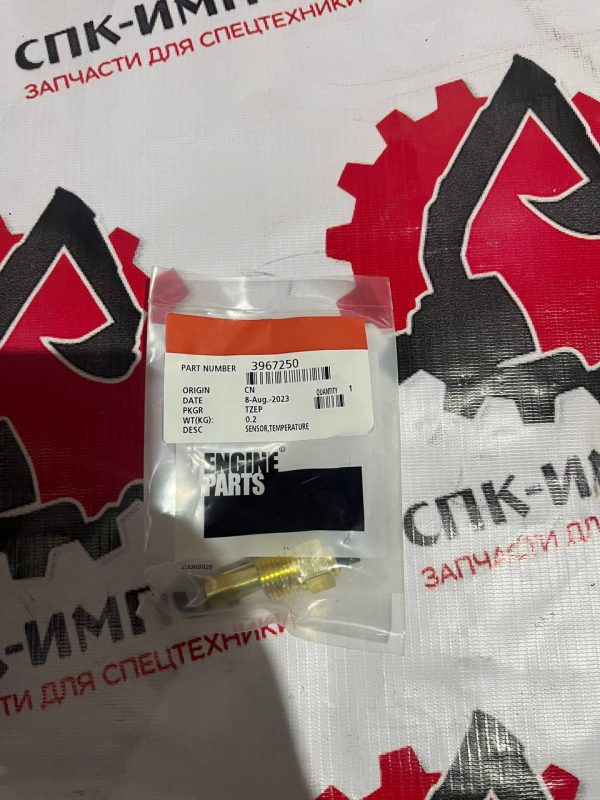 СПК-ИМП
ЗАПЧАСТИ ДЛЯ СПЕЦТЕХНИКИ
PART NUMBER 3967250
ORIGIN CN QUANTITY 1
DATE 8-Aug.-2023
PKGR TZEP
WT(KG): 0.2
DESC SENSOR,TEMPERATURE
ENGINE©
PARTS
СПК-ИМ
ЗАПЧАСТИ ДЛЯ
К-ИМП
ДЛЯ СПЕЦТЕХНИКИ